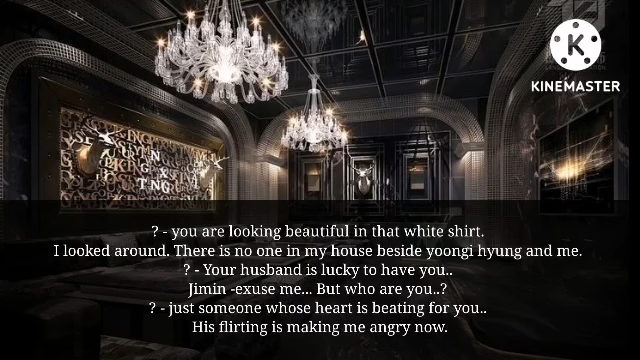 KINEMASTER
? - you are looking beautiful in that white shirt.
I looked around. There is no one in my house beside yoongi hyung and me.
? - Your husband is lucky to have you..
Jimin -exuse me... But who are you..?
? - just someone whose heart is beating for you..
His flirting is making me angry now.